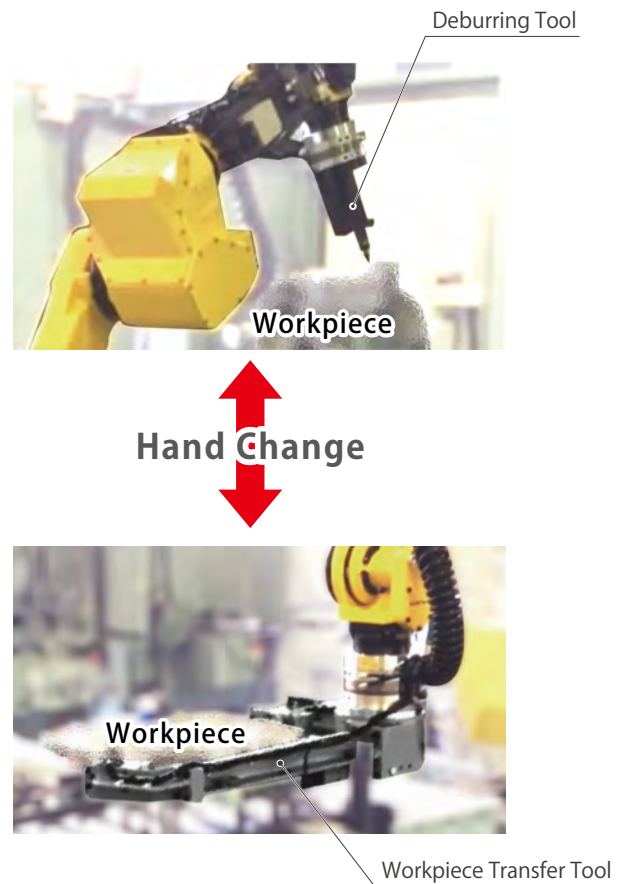 Deburring Tool
Workpiece
Hand Change
Workpiece
Workpiece Transfer Tool